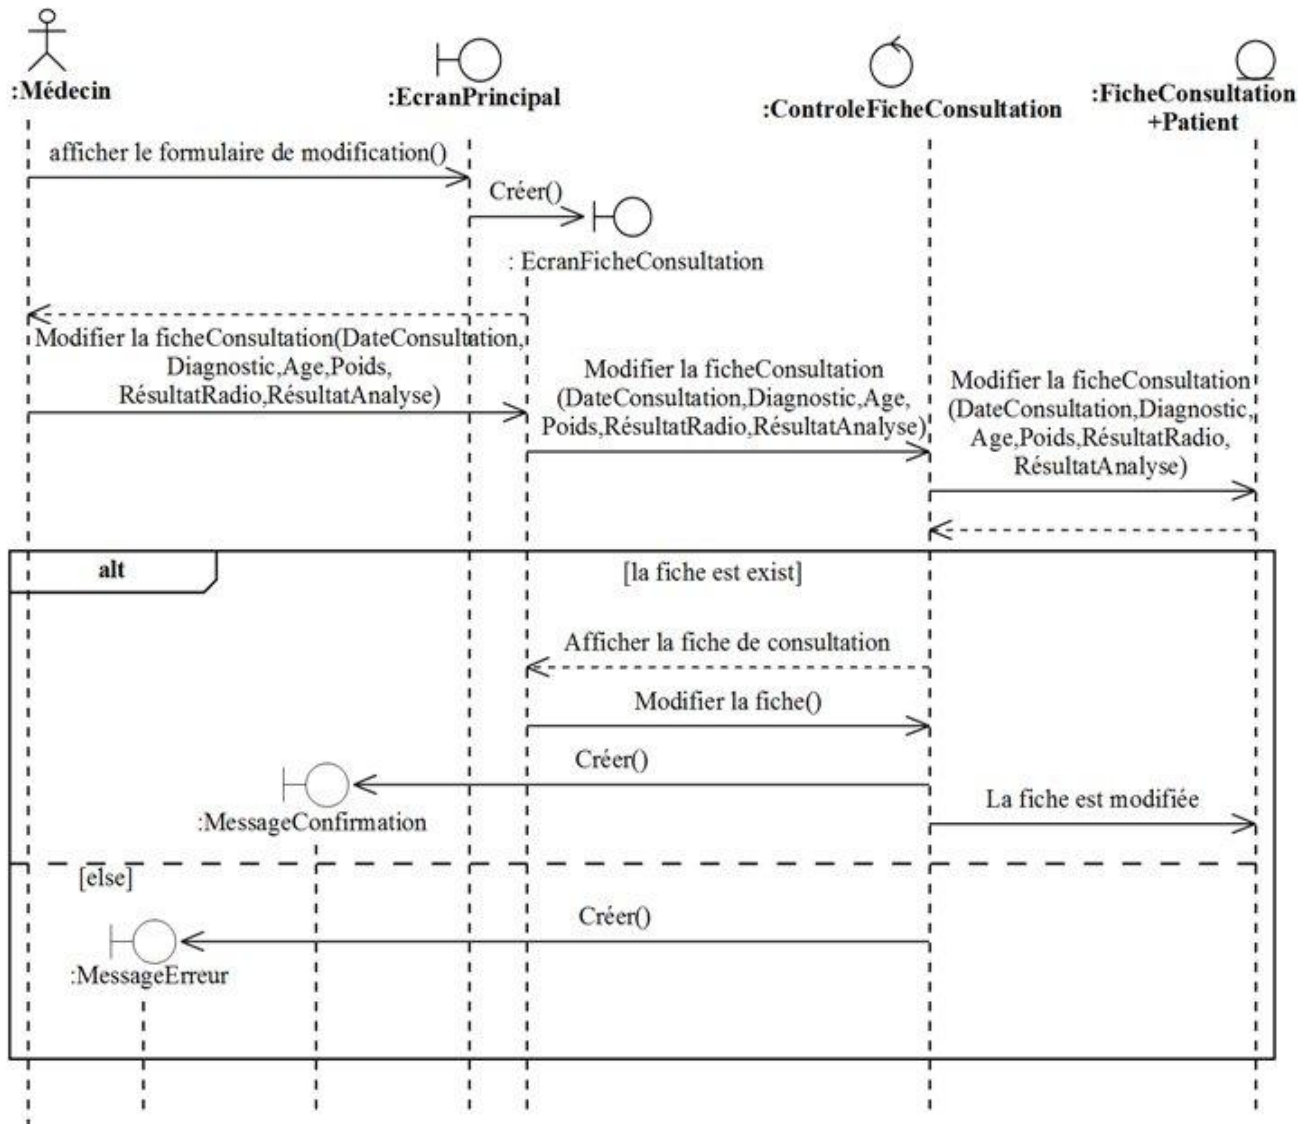 :Médecin
:EcranPrincipal
:ControleFicheConsultation
:FicheConsultation
+Patient
afficher le formulaire de modification()
Créer()
: EcranFicheConsultation
Modifier la ficheConsultation(DateConsultation,
Diagnostic,Age,Poids,
RésultatRadio,RésultatAnalyse)
Modifier la ficheConsultation
(DateConsultation,Diagnostic,Age,
Poids,RésultatRadio,RésultatAnalyse)
Modifier la ficheConsultation
(DateConsultation,Diagnostic,
Age,Poids,RésultatRadio,
RésultatAnalyse)
alt
[la fiche est exist]
Afficher la fiche de consultation
Modifier la fiche()
Créer()
:MessageConfirmation
La fiche est modifiée
[else]
Créer()
:MessageErreur